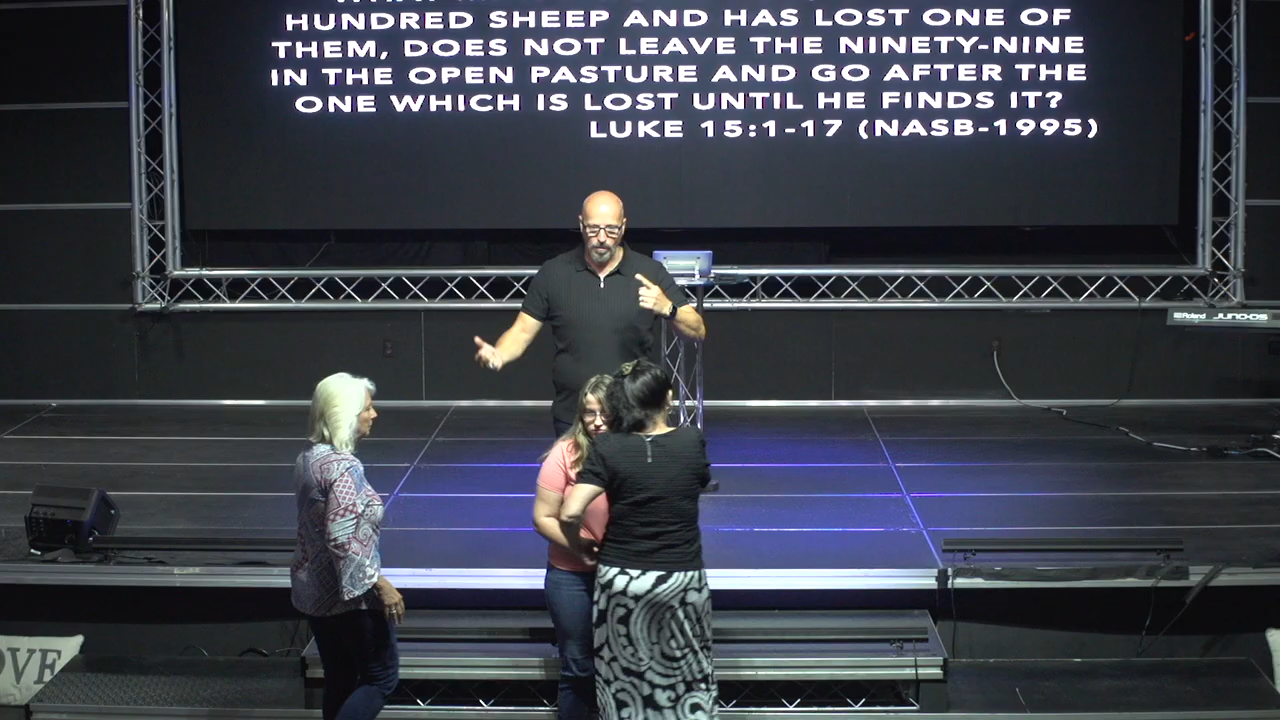 HUNDRED SHEEP AND HAS LOST ONE OF
THEM, DOES NOT LEAVE THE NINETY-NINE
IN THE OPEN PASTURE AND GO AFTER THE
ONE WHICH IS LOST UNTIL HE FINDS IT?
LUKE 15:1-17 (NASB-1995)
Roland JUNO-DS
OVE